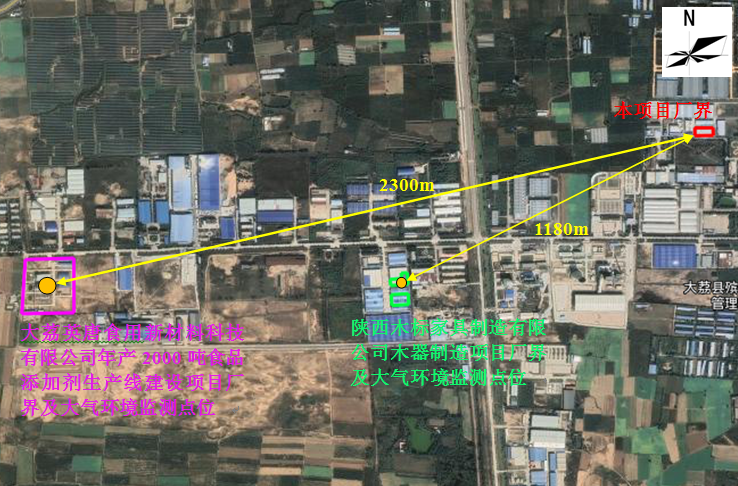 N
本项目厂界
2300m
1180m
大荔县
管理
大荔新材料科技
有限公司年产2000吨食品
添加剂生产线建设项目厂
界及大气环境监测点位
陕西木标家具制造有限
公司木器制造项目厂界
及大气环境监测点位